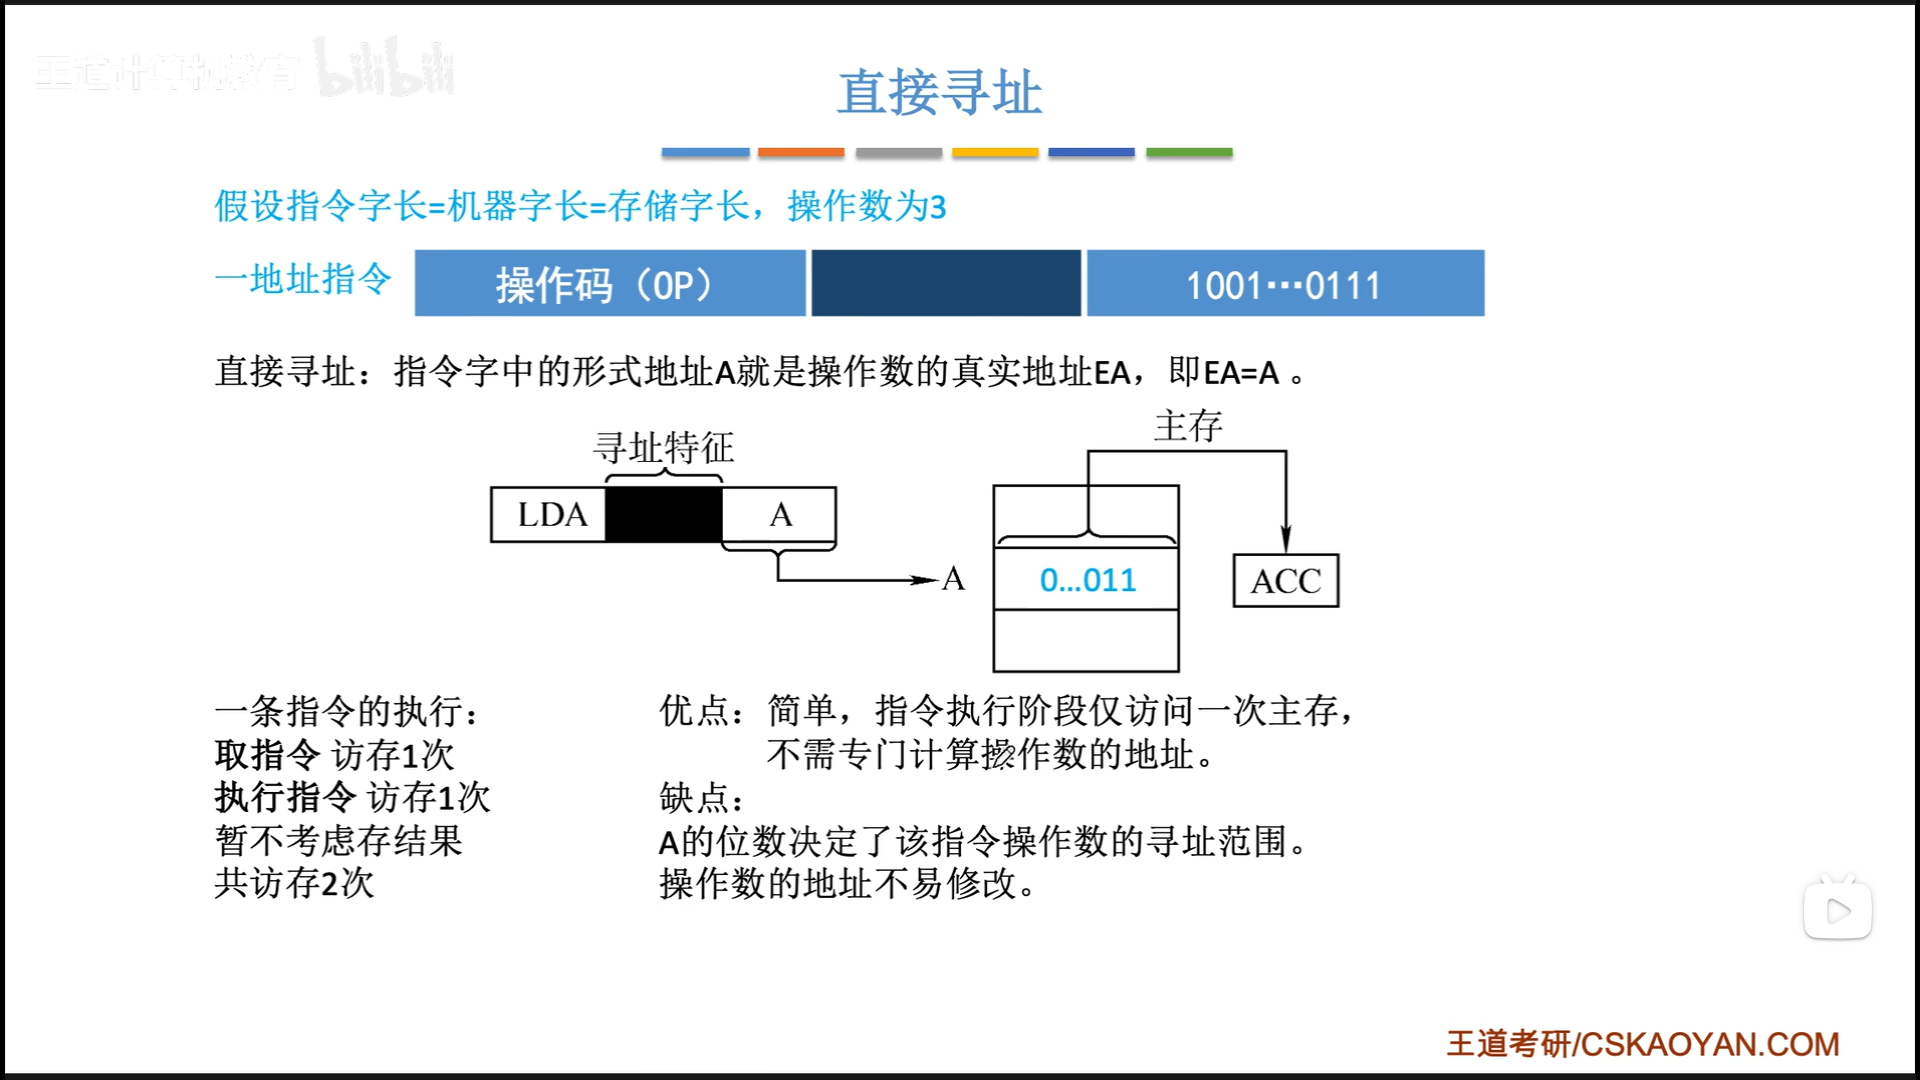 王道计算机教育 bilibili
直接寻址
假设指令字长=机器字长=存储字长，操作数为3
一地址指令 操作码（OP） 1001…0111
直接寻址：指令字中的形式地址A就是操作数的真实地址EA，即EA=A 。
主存
寻址特征
LDA A
A 0...011 ACC
一条指令的执行：
取指令 访存1次
执行指令 访存1次
暂不考虑存结果
共访存2次
优点：简单，指令执行阶段仅访问一次主存，
不需专门计算操作数的地址。
缺点：
A的位数决定了该指令操作数的寻址范围。
操作数的地址不易修改。
王道考研/CSKAOYAN.COM